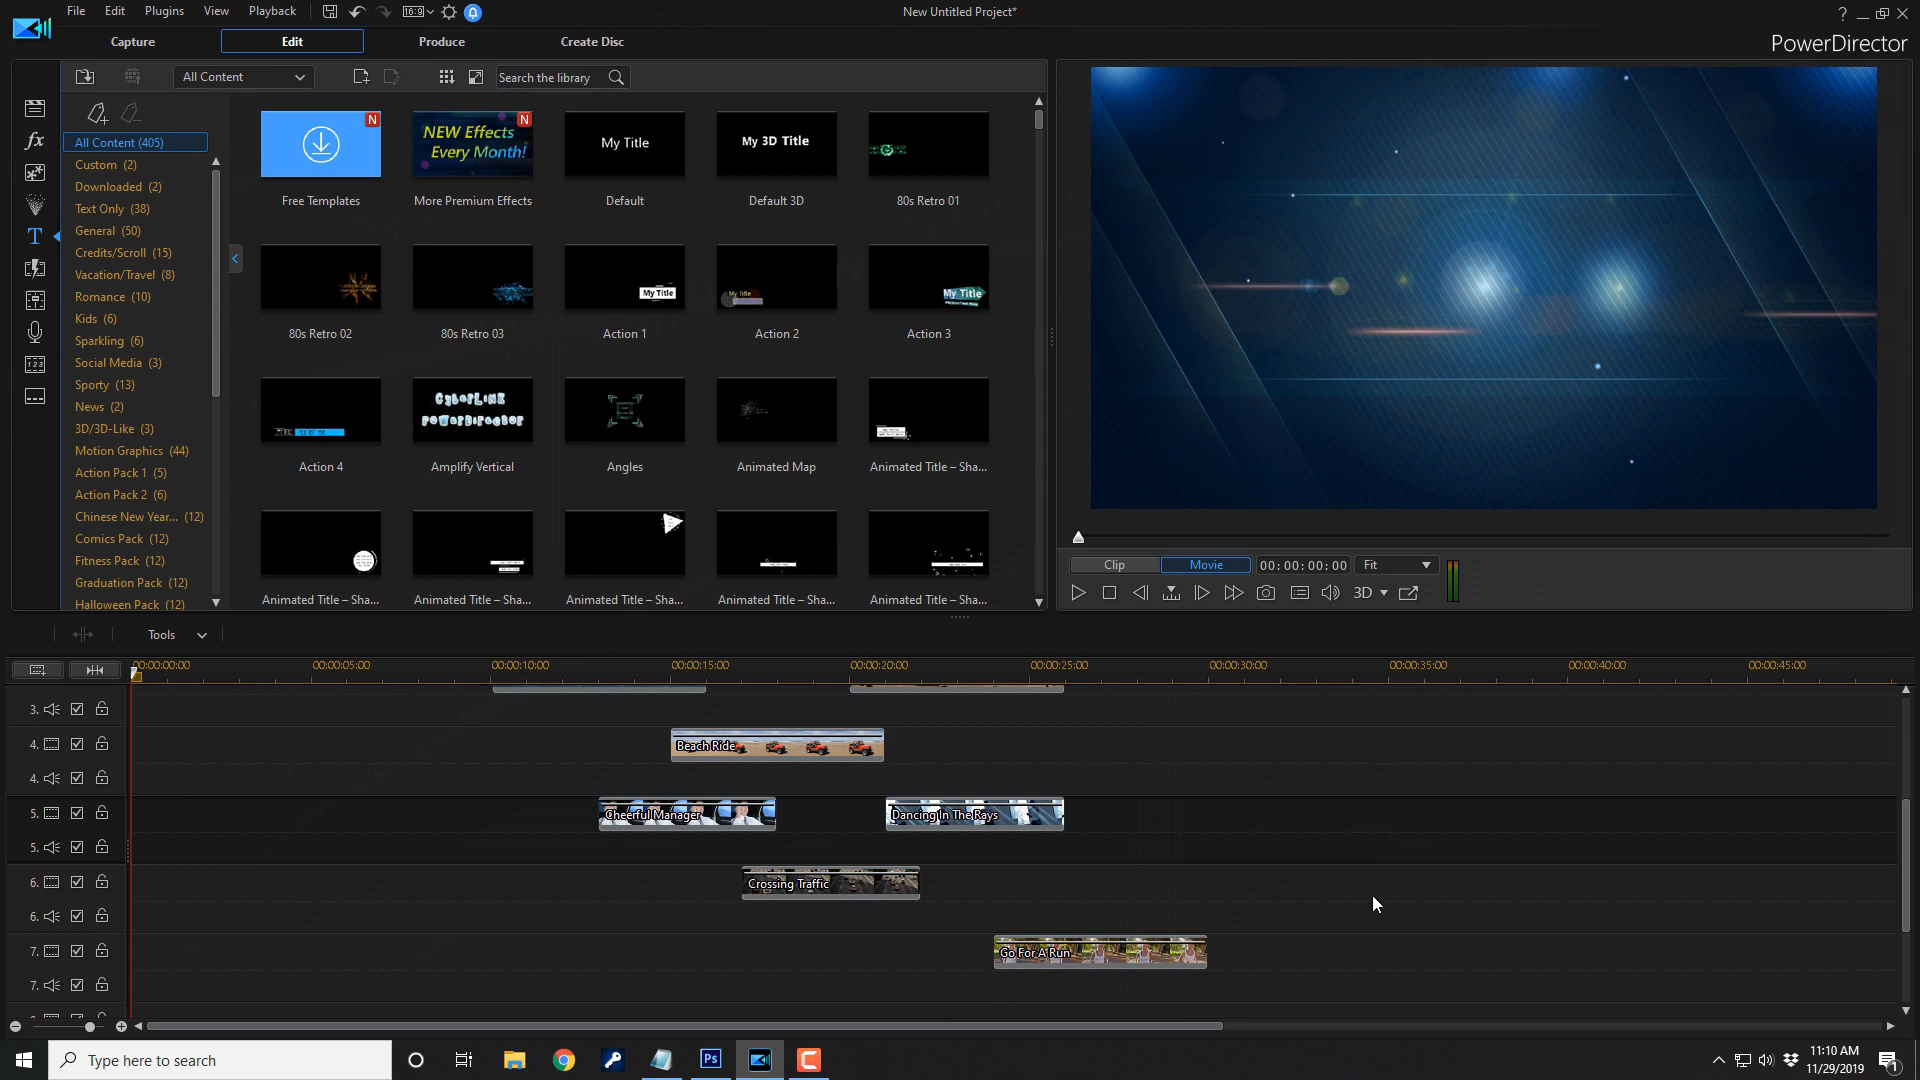 File Edit Plugins View Playback 16:9 New Untitled Project* ?
Capture Edit Produce Create Disc PowerDirector
All Content Search the library
All Content (405)
Custom (2)
Downloaded (2)
Text Only (38)
General (50)
Credits/Scroll (15)
Vacation/Travel (8)
Romance (10)
Kids (6)
Sparkling (6)
Social Media (3)
Sporty (13)
News (2)
3D/3D-Like (3)
Motion Graphics (44)
Action Pack 1 (5)
Action Pack 2 (6)
Chinese New Year... (12)
Comics Pack (12)
Fitness Pack (12)
Graduation Pack (12)
Halloween Pack (12)
N N
NEW Effects
Every Month!
My Title
My 3D Title
Free Templates More Premium Effects Default Default 3D 80s Retro 01
My Title My Title My Title
80s Retro 02 80s Retro 03 Action 1 Action 2 Action 3
CyberLink
PowerDirector
Action 4 Amplify Vertical Angles Animated Map Animated Title – Sha...
Animated Title – Sha... Animated Title – Sha... Animated Title – Sha... Animated Title – Sha... Animated Title – Sha...
Clip Movie 00:00:00:00 Fit
3D
Tools
00:00:00:00 00:00:05:00 00:00:10:00 00:00:15:00 00:00:20:00 00:00:25:00 00:00:30:00 00:00:35:00 00:00:40:00 00:00:45:00
3.
4. Beach Ride
4.
5. Cheerful Manager Dancing In The Rays
5.
6. Crossing Traffic
6.
7. Go For A Run
7.
Type here to search Ps 11:10 AM
11/29/2019 1